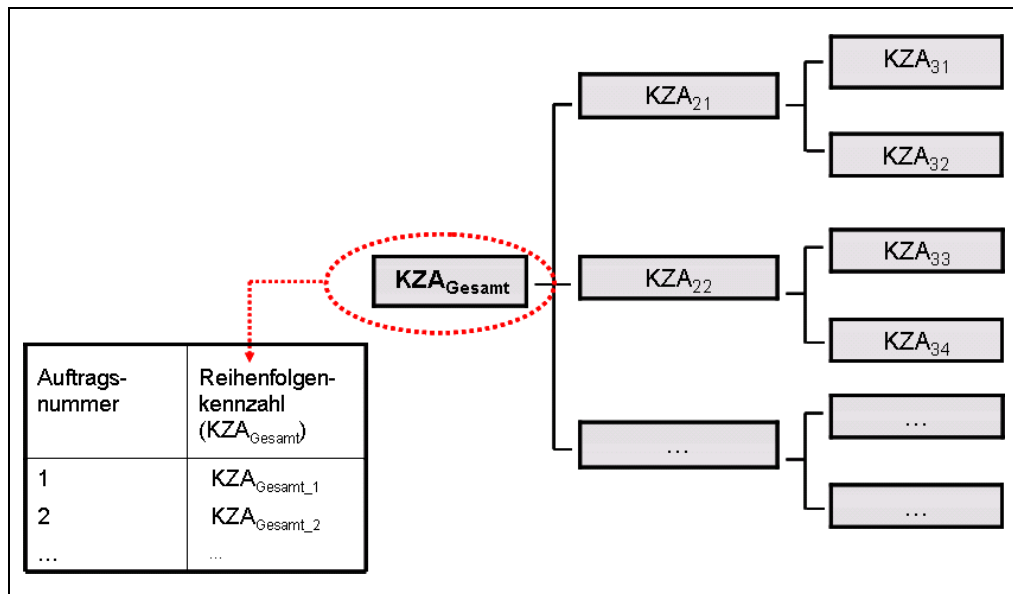 KZA31
KZA21
KZA32
KZA33
KZAGesamt
KZA22
KZA34
Auftrags-
nummer
Reihenfolgen-
kennzahl
(KZAGesamt)
...
...
1
KZAGesamt_1
2
KZAGesamt_2
...
...
...